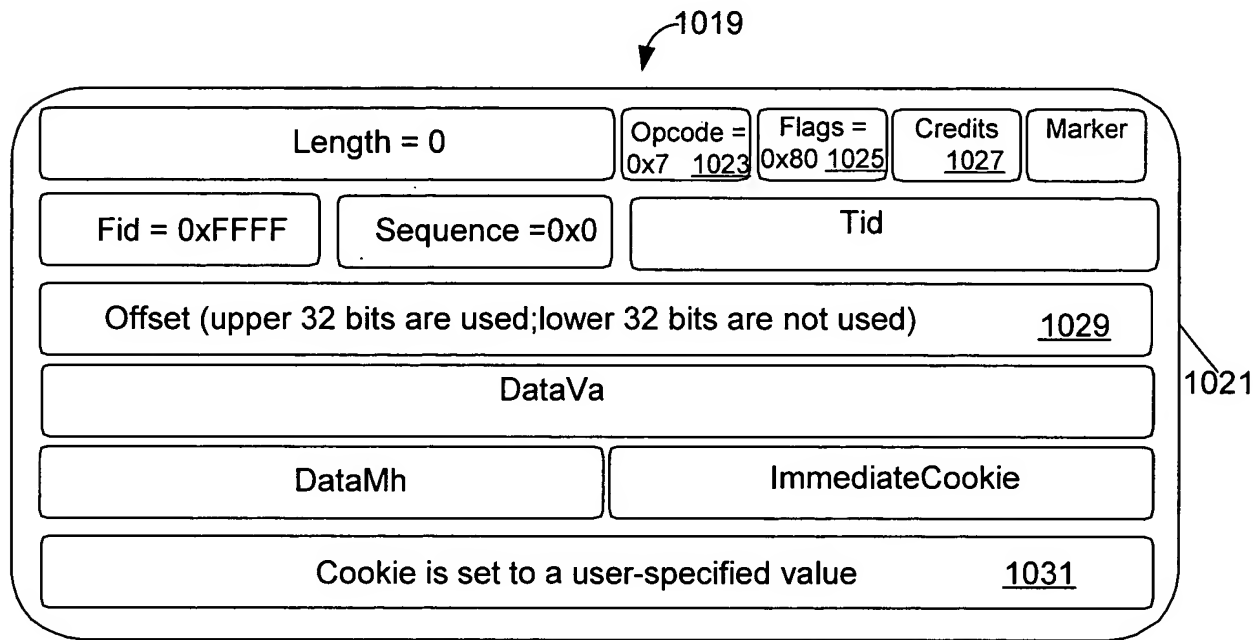 1019
Length = 0
Opcode =
0x7 1023
Flags =
0x80 1025
Credits
1027
Marker
Fid = 0xFFFF
Sequence =0x0
Tid
Offset (upper 32 bits are used;lower 32 bits are not used) 1029
1021
DataVa
DataMh
ImmediateCookie
Cookie is set to a user-specified value 1031